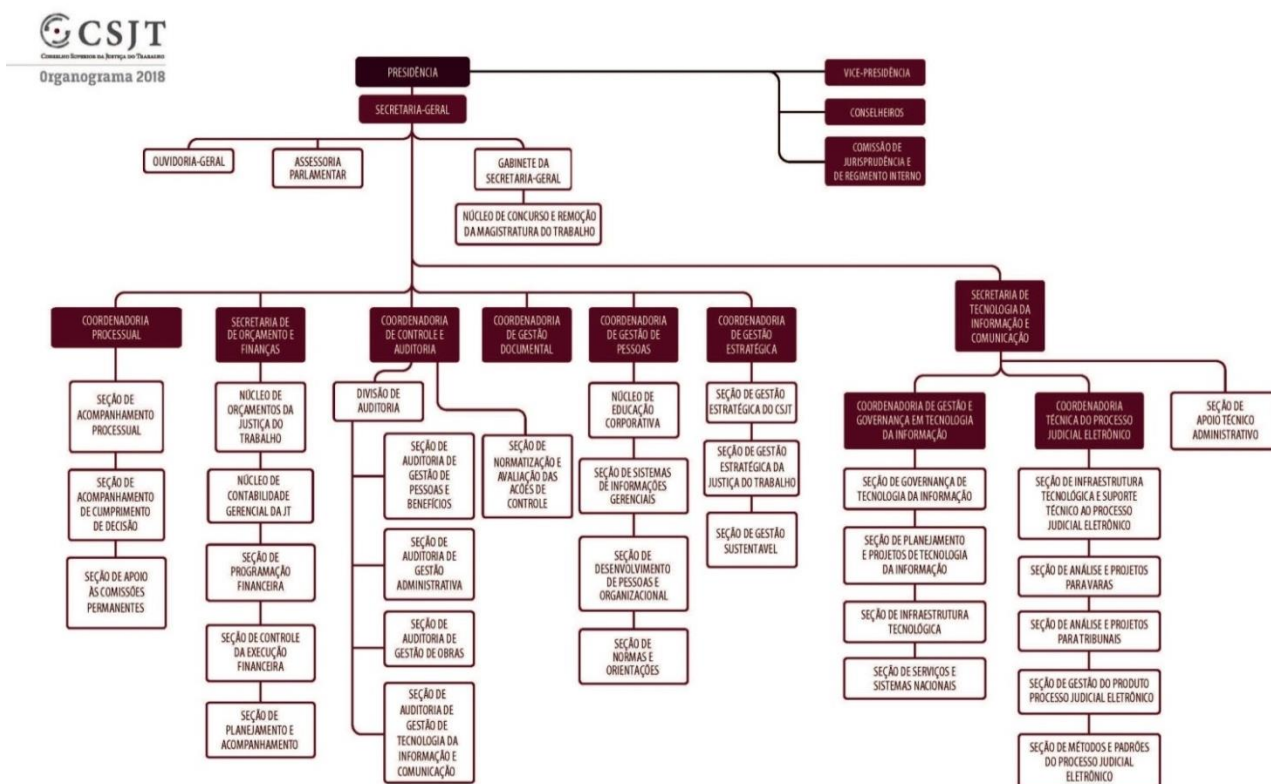 CSJT
CONSELHO SUPERIOR DA JUSTIÇA DO TRABALHO
Organograma 2018
PRESIDÊNCIA
VICE-PRESIDÊNCIA
SECRETARIA-GERAL
CONSELHEIROS
COMISSÃO DE
JURISPRUDÊNCIA E
DE REGIMENTO INTERNO
OUVIDORIA-GERAL
ASSESSORIA
PARLAMENTAR
GABINETE DA
SECRETARIA-GERAL
NÚCLEO DE CONCURSO E REMOÇÃO
DA MAGISTRATURA DO TRABALHO
COORDENADORIA
PROCESSUAL
SEÇÃO DE
ACOMPANHAMENTO
PROCESSUAL
SEÇÃO DE
ACOMPANHAMENTO
DE CUMPRIMENTO
DE DECISÃO
SEÇÃO DE APOIO
ÀS COMISSÕES
PERMANENTES
SECRETARIA DE
DE ORÇAMENTO E
FINANÇAS
NÚCLEO DE
ORÇAMENTOS DA
JUSTIÇA DO
TRABALHO
NÚCLEO DE
CONTABILIDADE
GERENCIAL DA JT
SEÇÃO DE
PROGRAMAÇÃO
FINANCEIRA
SEÇÃO DE CONTROLE
DA EXECUÇÃO
FINANCEIRA
SEÇÃO DE
PLANEJAMENTO E
ACOMPANHAMENTO
COORDENADORIA
DE CONTROLE E
AUDITORIA
DIVISÃO DE
AUDITORIA
SEÇÃO DE
AUDITORIA DE
GESTÃO DE
PESSOAS E
BENEFÍCIOS
SEÇÃO DE
AUDITORIA DE
GESTÃO
ADMINISTRATIVA
SEÇÃO DE
AUDITORIA DE
GESTÃO DE OBRAS
SEÇÃO DE
AUDITORIA DE
GESTÃO DE
TECNOLOGIA DA
INFORMAÇÃO E
COMUNICAÇÃO
SEÇÃO DE
NORMATIZAÇÃO E
AVALIAÇÃO DAS
ACÕES DE
CONTROLE
COORDENADORIA
DE GESTÃO
DOCUMENTAL
COORDENADORIA
DE GESTÃO DE
PESSOAS
NÚCLEO DE
EDUCAÇÃO
CORPORATIVA
SEÇÃO DE SISTEMAS
DE INFORMAÇÕES
GERENCIAIS
SEÇÃO DE
DESENVOLVIMENTO
DE PESSOAS E
ORGANIZACIONAL
SEÇÃO DE
NORMAS E
ORIENTAÇÕES
COORDENADORIA
DE GESTÃO
ESTRATÉGICA
SEÇÃO DE GESTÃO
ESTRATÉGICA DO CSJT
SEÇÃO DE GESTÃO
ESTRATÉGICA DA
JUSTIÇA DO TRABALHO
SEÇÃO DE GESTÃO
SUSTENTAVEL
SECRETARIA DE
TECNOLOGIA DA
INFORMAÇÃO E
COMUNICAÇÃO
COORDENADORIA DE GESTÃO E
GOVERNANÇA EM TECNOLOGIA
DA INFORMAÇÃO
SEÇÃO DE GOVERNANÇA DE
TECNOLOGIA DA INFORMAÇÃO
SEÇÃO DE PLANEJAMENTO
E PROJETOS DE TECNOLOGIA
DA INFORMAÇÃO
SEÇÃO DE INFRAESTRUTURA
TECNOLÓGICA
SEÇÃO DE SERVIÇOS E
SISTEMAS NACIONAIS
COORDENADORIA
TÉCNICA DO PROCESSO
JUDICIAL ELETRÔNICO
SEÇÃO DE INFRAESTRUTURA
TECNOLÓGICA E SUPORTE
TÉCNICO AO PROCESSO
JUDICIAL ELETRÔNICO
SEÇÃO DE ANÁLISE E PROJETOS
PARA VARAS
SEÇÃO DE ANÁLISE E PROJETOS
PARA TRIBUNAIS
SEÇÃO DE GESTÃO DO PRODUTO
PROCESSO JUDICIAL ELETRÔNICO
SEÇÃO DE MÉTODOS E PADRÕES
DO PROCESSO JUDICIAL
ELETRÔNICO
SEÇÃO DE
APOIO TÉCNICO
ADMINISTRATIVO